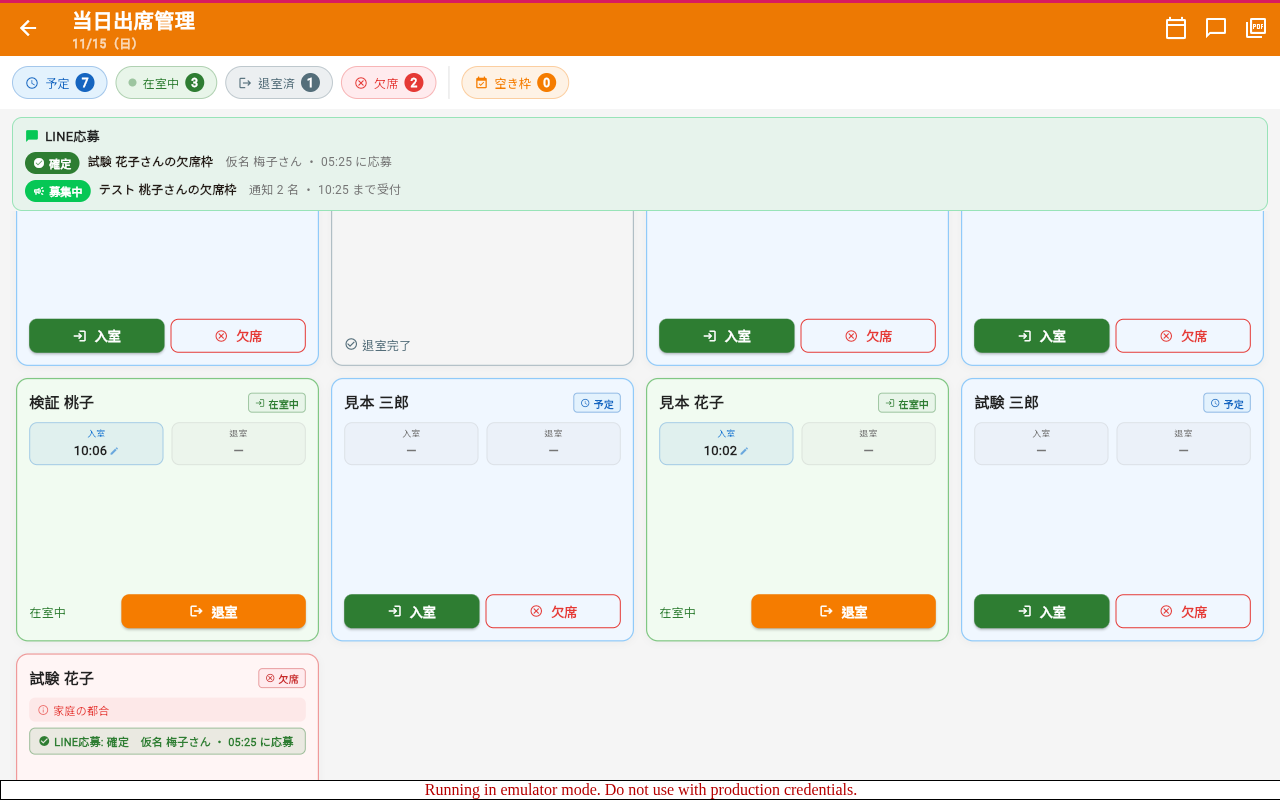 当日出席管理
11/15（日）
予定 7 在室中 3 退室済 1 欠席 2 空き枠 0
LINE応募
確定 試験 花子さんの欠席枠 仮名 梅子さん ・ 05:25 に応募
募集中 テスト 桃子さんの欠席枠 通知 2 名 ・ 10:25 まで受付
入室 欠席 退室完了 入室 欠席 入室 欠席
検証 桃子 在室中
入室 退室
10:06 —
在室中 退室
見本 三郎 予定
入室 退室
— —
入室 欠席
見本 花子 在室中
入室 退室
10:02 —
在室中 退室
試験 三郎 予定
入室 退室
— —
入室 欠席
試験 花子 欠席
家庭の都合
LINE応募: 確定 仮名 梅子さん ・ 05:25 に応募
Running in emulator mode. Do not use with production credentials.